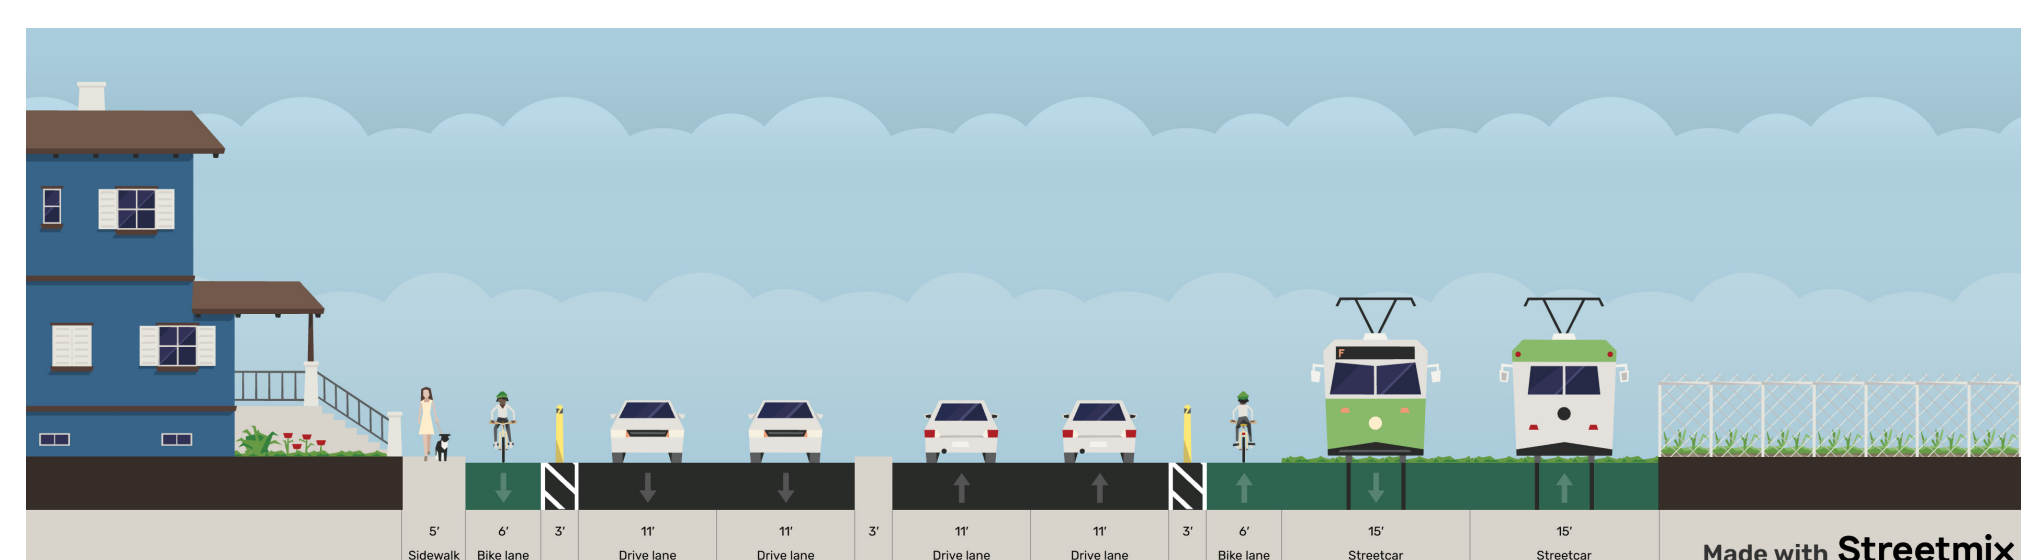 F
5′ 6′ 3′ 11′ 11′ 3′ 11′ 11′ 3′ 6′ 15′ 15′
Sidewalk Bike lane Drive lane Drive lane Drive lane Drive lane Bike lane Streetcar Streetcar
Made with Streetmix